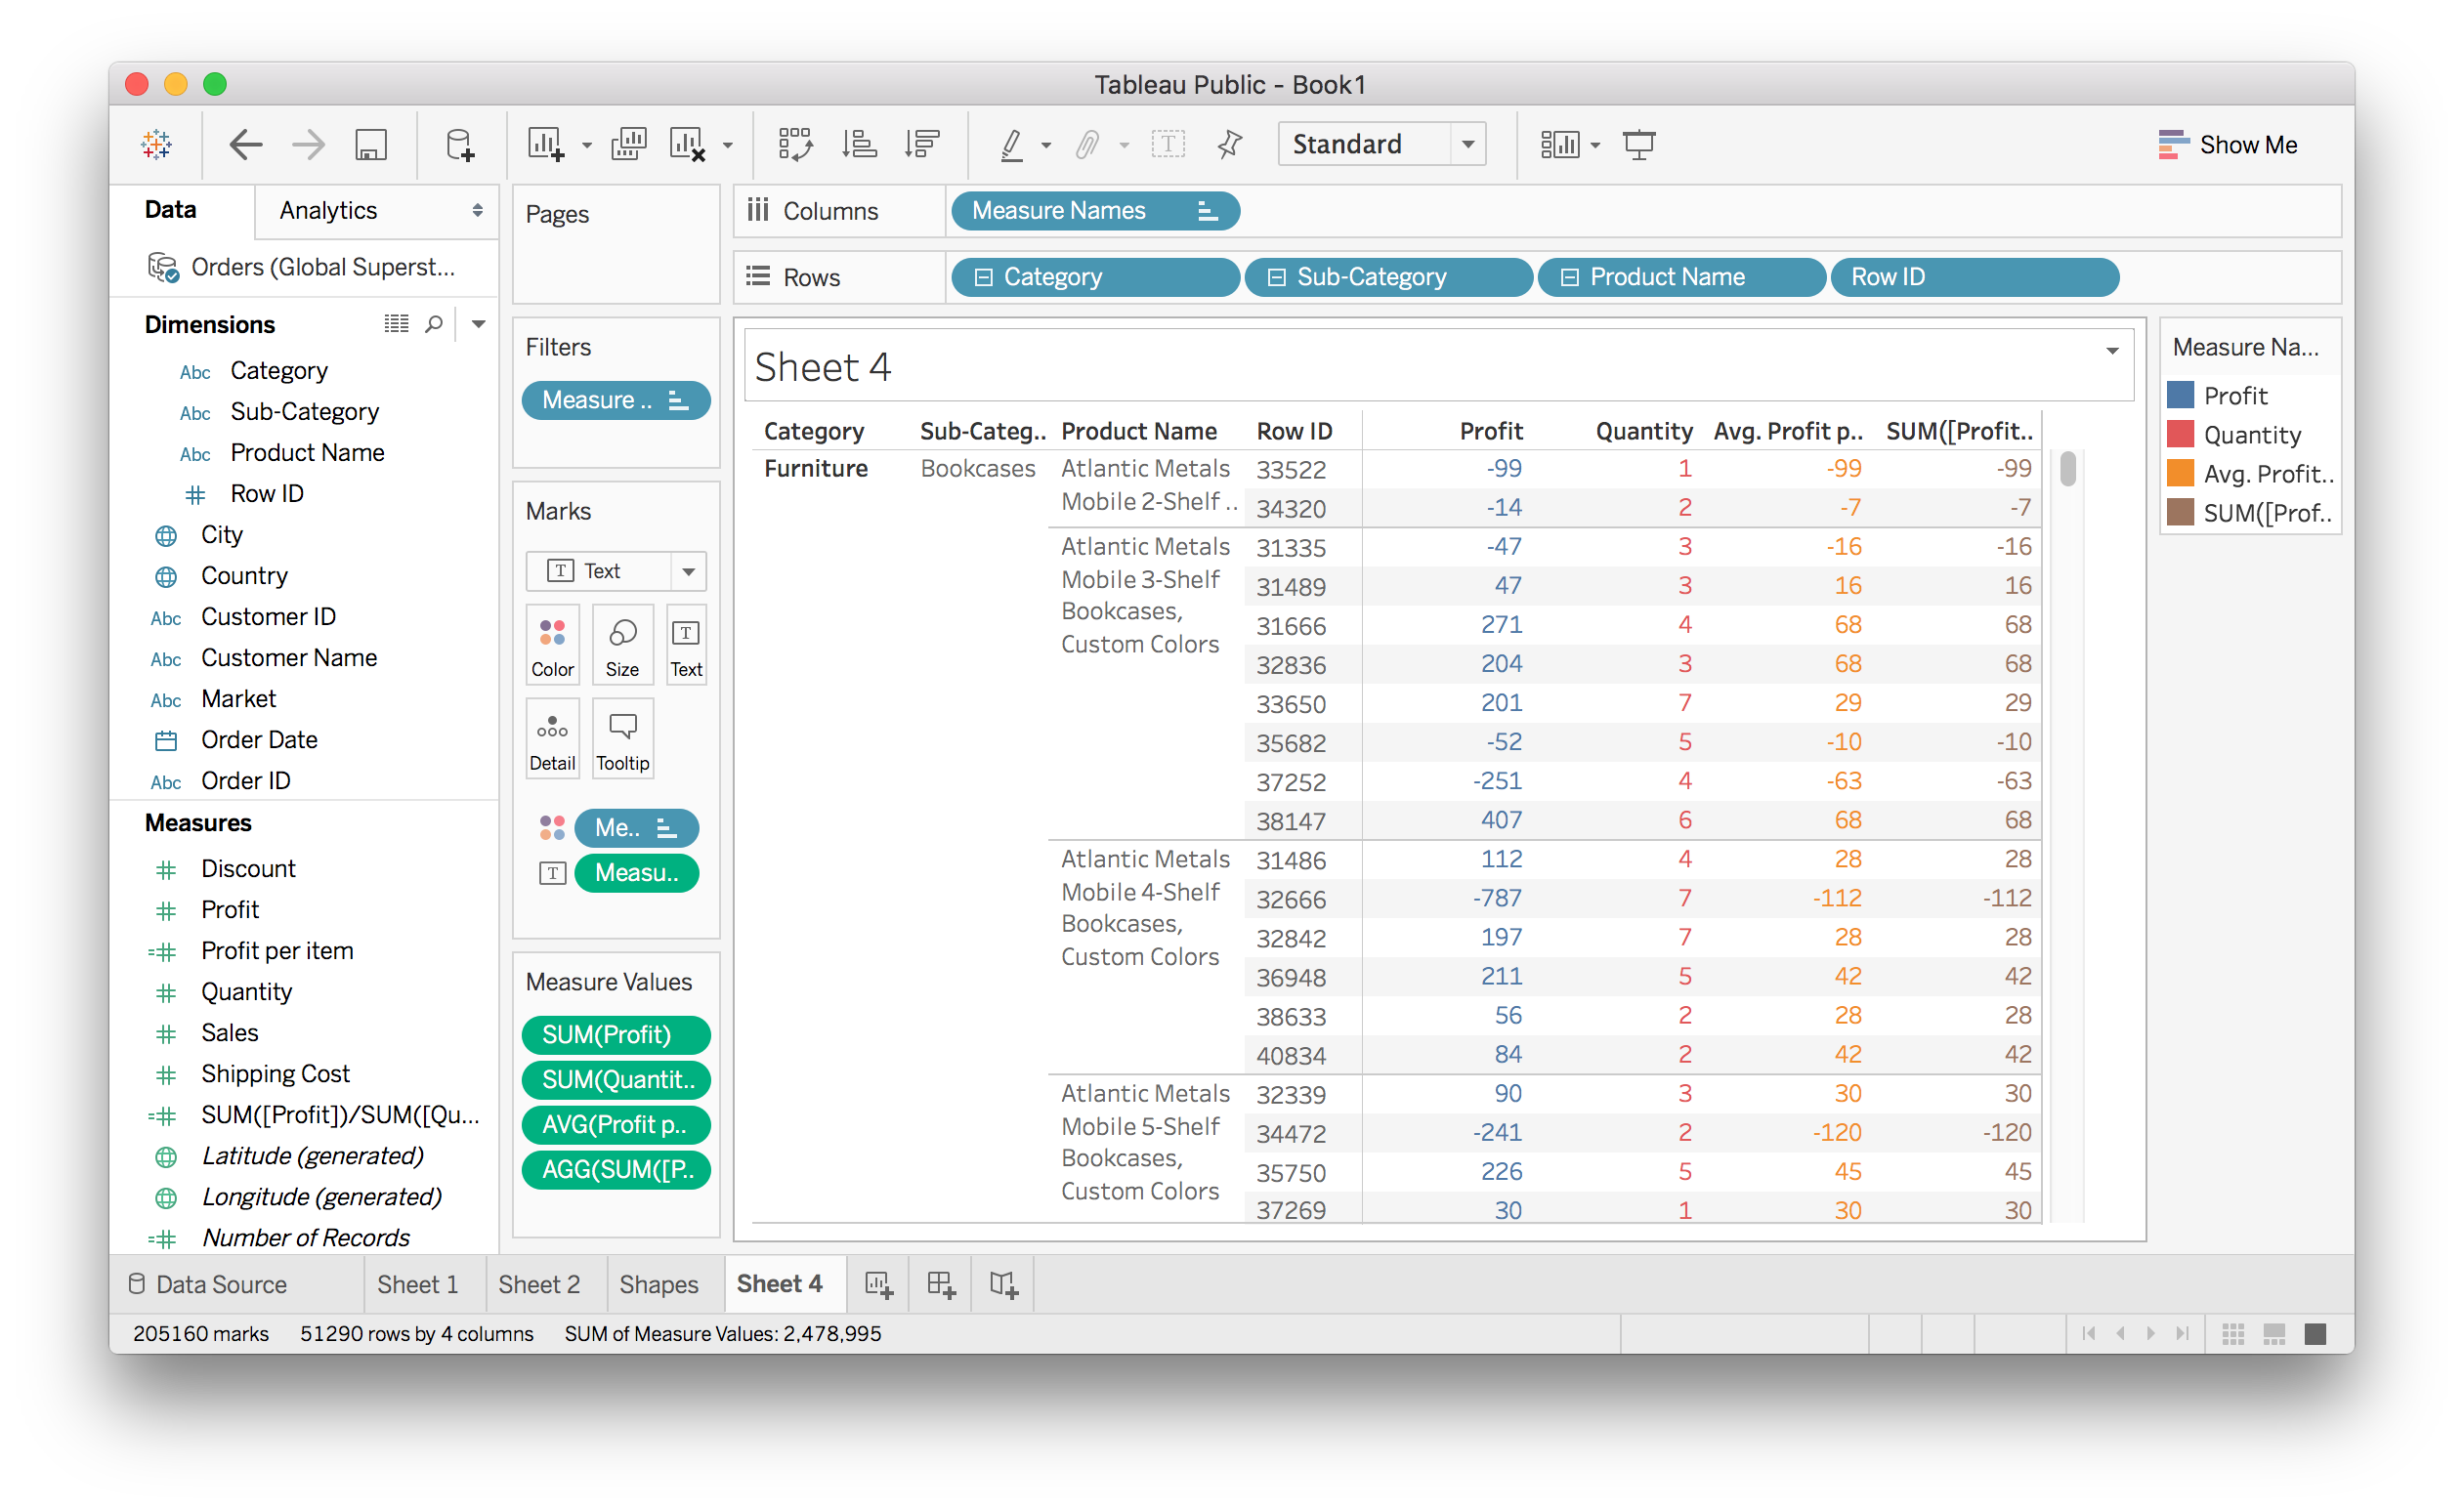 Tableau Public - Book1
Standard
Show Me
Data
Analytics
Orders (Global Superst...
Dimensions
Abc Category
Abc Sub-Category
Abc Product Name
Row ID
City
Country
Abc Customer ID
Abc Customer Name
Abc Market
Order Date
Abc Order ID
Measures
Discount
Profit
Profit per item
Quantity
Sales
Shipping Cost
SUM([Profit])/SUM([Qu...
Latitude (generated)
Longitude (generated)
Number of Records
Pages
Filters
Measure ..
Marks
T Text
Color
Size
T Text
Detail
Tooltip
Me..
T Measu..
Measure Values
SUM(Profit)
SUM(Quantit..
AVG(Profit p..
AGG(SUM([P..
Columns
Measure Names
Rows
Category
Sub-Category
Product Name
Row ID
Sheet 4
Category Sub-Categ.. Product Name Row ID Profit Quantity Avg. Profit p.. SUM([Profit..
Furniture Bookcases Atlantic Metals 33522 -99 1 -99 -99
Mobile 2-Shelf .. 34320 -14 2 -7 -7
Atlantic Metals 31335 -47 3 -16 -16
Mobile 3-Shelf 31489 47 3 16 16
Bookcases, 31666 271 4 68 68
Custom Colors 32836 204 3 68 68
33650 201 7 29 29
35682 -52 5 -10 -10
37252 -251 4 -63 -63
38147 407 6 68 68
Atlantic Metals 31486 112 4 28 28
Mobile 4-Shelf 32666 -787 7 -112 -112
Bookcases, 32842 197 7 28 28
Custom Colors 36948 211 5 42 42
38633 56 2 28 28
40834 84 2 42 42
Atlantic Metals 32339 90 3 30 30
Mobile 5-Shelf 34472 -241 2 -120 -120
Bookcases, 35750 226 5 45 45
Custom Colors 37269 30 1 30 30
Measure Na...
Profit
Quantity
Avg. Profit..
SUM([Prof..
Data Source
Sheet 1
Sheet 2
Shapes
Sheet 4
205160 marks 51290 rows by 4 columns SUM of Measure Values: 2,478,995